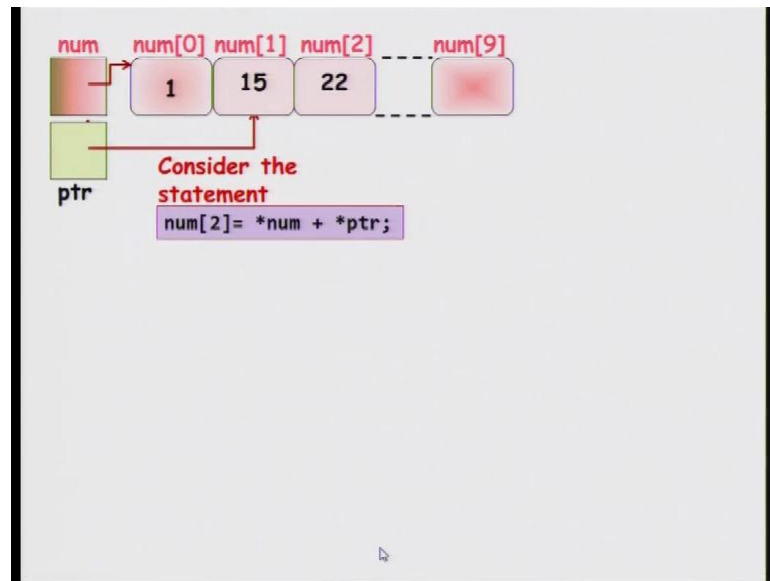 num num[0] num[1] num[2] num[9]
1 15 22
ptr
Consider the
statement
num[2]= *num + *ptr;